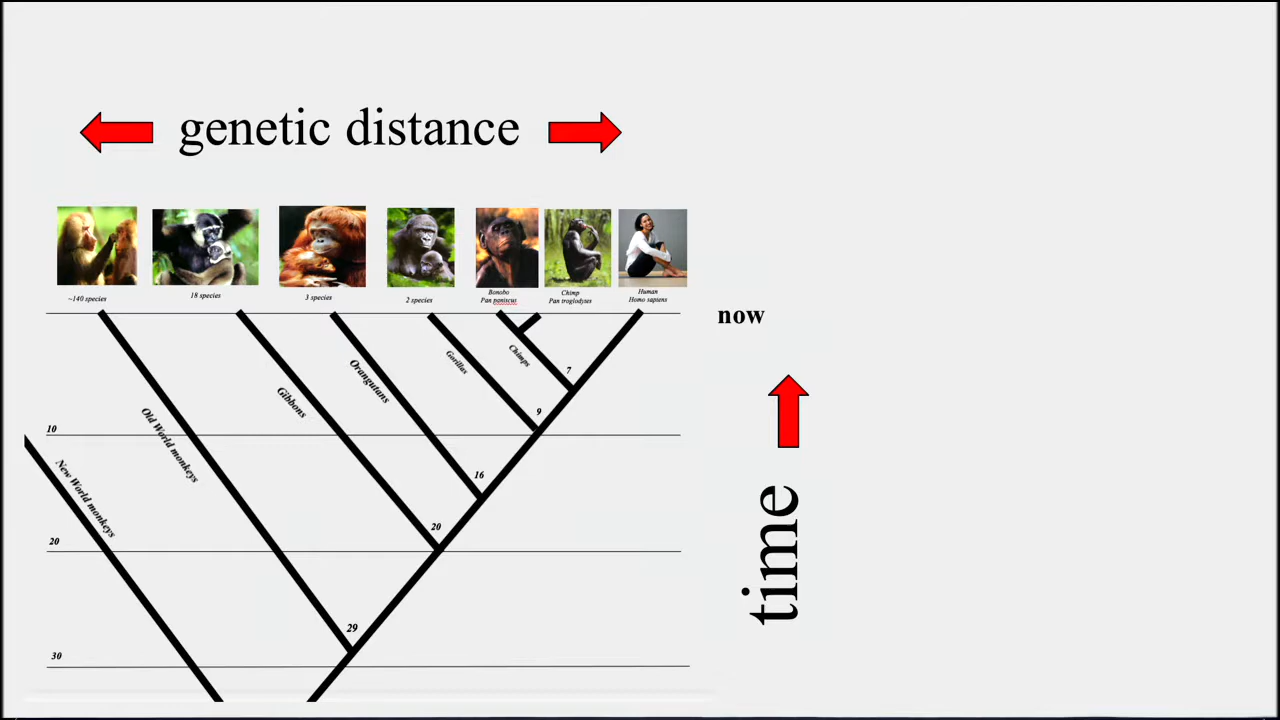 genetic distance
~140 species
18 species
3 species
2 species
Bonobo
Pan paniscus
Chimp
Pan troglodytes
Human
Homo sapiens
now
Chimps
7
Gorillas
Orangutans
Gibbons
9
10
Old World monkeys
New World monkeys
16
20
20
time
29
30